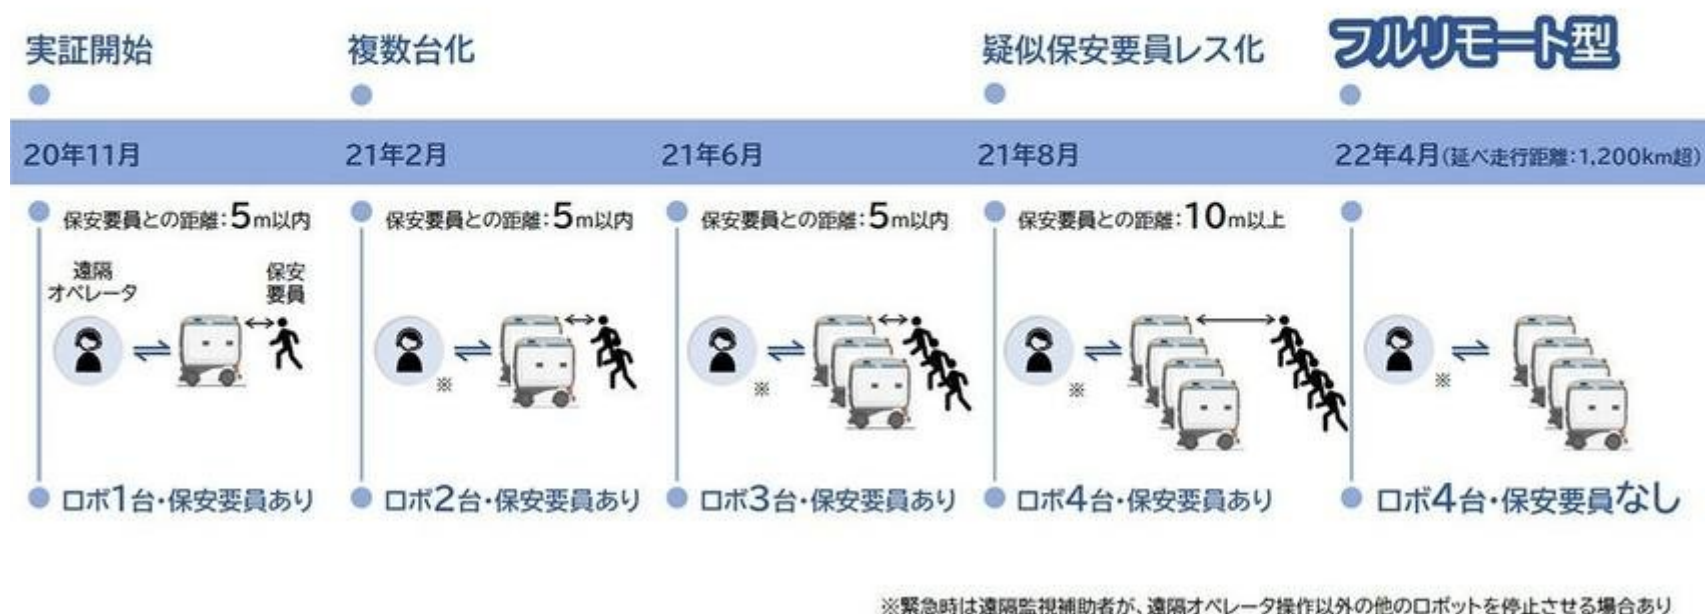 実証開始
複数台化
疑似保安要員レス化
フルリモート型
20年11月
21年2月
21年6月
21年8月
22年4月(延べ走行距離:1,200km超)
保安要員との距離:5m以内
保安要員との距離:5m以内
保安要員との距離:5m以内
保安要員との距離:10m以上
遠隔
オペレータ
保安
要員
※
※
※
※
ロボ1台・保安要員あり
ロボ2台・保安要員あり
ロボ3台・保安要員あり
ロボ4台・保安要員あり
ロボ4台・保安要員なし
※緊急時は遠隔監視補助者が、遠隔オペレータ操作以外の他のロボットを停止させる場合あり